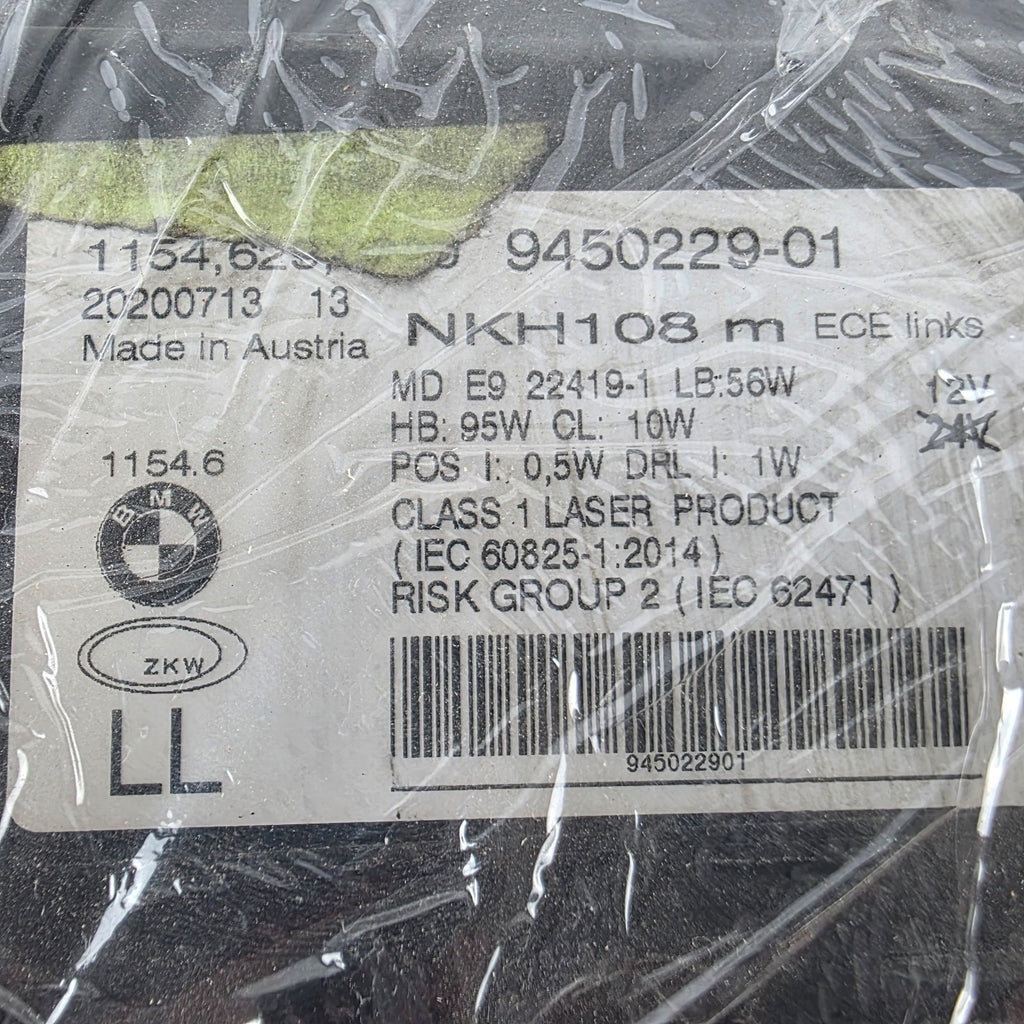 1154,62 9450229-01
20200713 13
Made in Austria
NKH108 m ECE links
MD E9 22419-1 LB:56W 12V
HB: 95W CL: 10W 24V
POS I: 0,5W DRL I: 1W
CLASS 1 LASER PRODUCT
( IEC 60825-1:2014 )
RISK GROUP 2 ( IEC 62471 )
1154.6
BMW
ZKW
LL
945022901